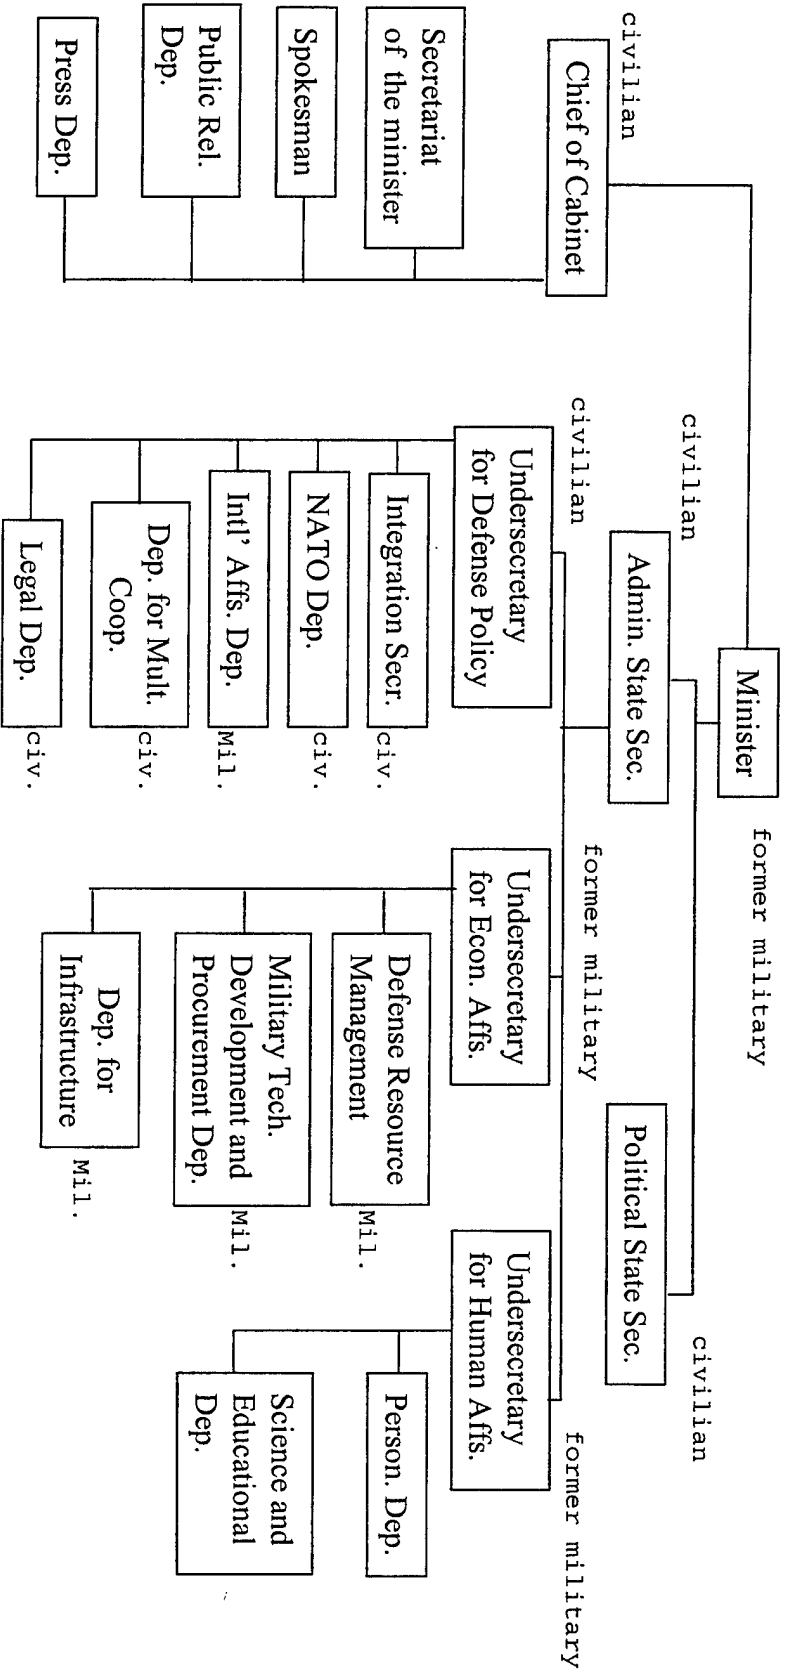 former military
Minister
civilian
civilian
civilian
Chief of Cabinet
Admin. State Sec.
Political State Sec.
civilian
former military
former military
Undersecretary
for Defense Policy
Undersecretary
for Econ. Affs.
Undersecretary
for Human Affs.
Secretariat
of the minister
Spokesman
Public Rel.
Dep.
Press Dep.
Integration Secr.
civ.
NATO Dep.
civ.
Intl' Affs. Dep.
Mil.
Dep. for Mult.
Coop.
civ.
Legal Dep.
civ.
Defense Resource
Management
Mil.
Military Tech.
Development and
Procurement Dep.
Mil.
Dep. for
Infrastructure
Mil.
Person. Dep.
Science and
Educational
Dep.